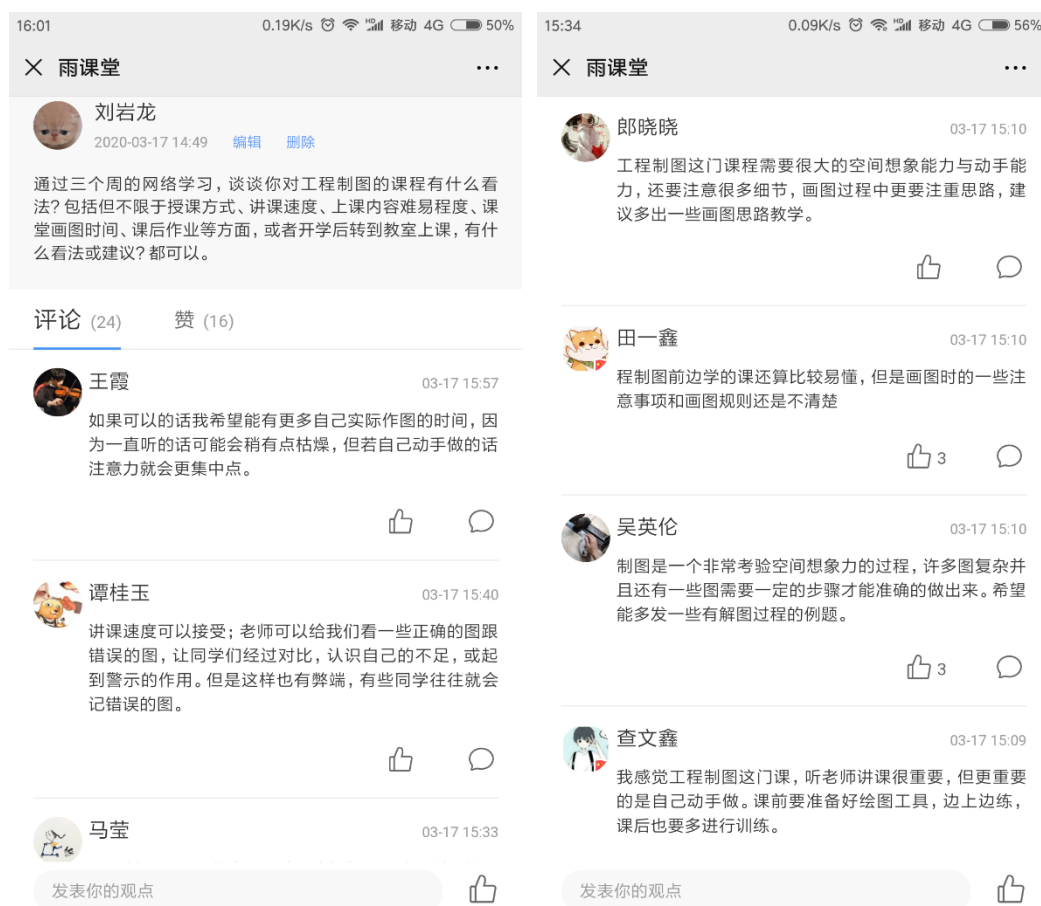 16:01
0.19K/s
HD
移动 4G
50%
雨课堂
刘岩龙
2020-03-17 14:49 编辑 删除
通过三个周的网络学习，谈谈你对工程制图的课程有什么看
法？包括但不限于授课方式、讲课速度、上课内容难易程度、课
堂画图时间、课后作业等方面，或者开学后转到教室上课，有什
么看法或建议？都可以。
评论 (24) 赞 (16)
王霞 03-17 15:57
如果可以的话我希望能有更多自己实际作图的时间，因
为一直听的话可能会稍有点枯燥，但若自己动手做的话
注意力就会更集中点。
谭桂玉 03-17 15:40
讲课速度可以接受；老师可以给我们看一些正确的图跟
错误的图，让同学们经过对比，认识自己的不足，或起
到警示的作用。但是这样也有弊端，有些同学往往就会
记错误的图。
马莹 03-17 15:33
发表你的观点
15:34
0.09K/s
HD
移动 4G
56%
雨课堂
郎晓晓 03-17 15:10
工程制图这门课程需要很大的空间想象能力与动手能
力，还要注意很多细节，画图过程中更要注重思路，建
议多出一些画图思路教学。
田一鑫 03-17 15:10
程制图前边学的课还算比较易懂，但是画图时的一些注
意事项和画图规则还是不清楚
3
吴英伦 03-17 15:10
制图是一个非常考验空间想象力的过程，许多图复杂并
且还有一些图需要一定的步骤才能准确的做出来。希望
能多发一些有解图过程的例题。
3
查文鑫 03-17 15:09
我感觉工程制图这门课，听老师讲课很重要，但更重要
的是自己动手做。课前要准备好绘图工具，边上边练，
课后也要多进行训练。
发表你的观点